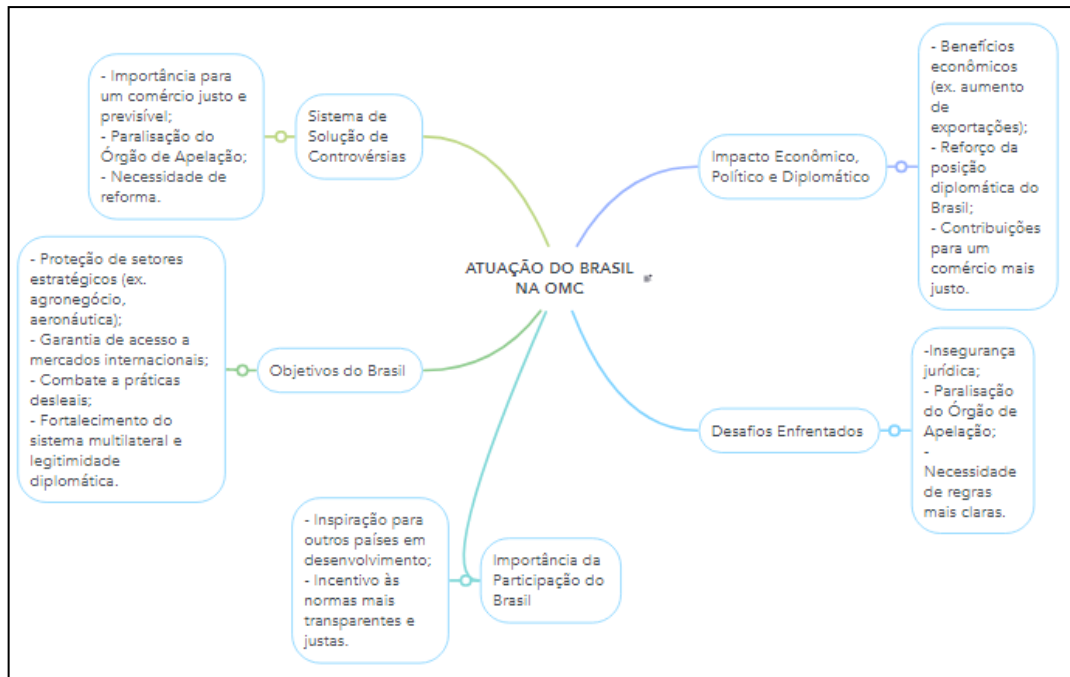 - Importância para
um comércio justo e
previsível;
- Paralisação do
Órgão de Apelação;
- Necessidade de
reforma.
Sistema de
Solução de
Controvérsias
Impacto Econômico,
Político e Diplomático
- Benefícios
econômicos
(ex. aumento
de
exportações);
- Reforço da
posição
diplomática do
Brasil;
- Contribuições
para um
comércio mais
justo.
ATUAÇÃO DO BRASIL
NA OMC
- Proteção de setores
estratégicos (ex.
agronegócio,
aeronáutica);
- Garantia de acesso a
mercados internacionais;
- Combate a práticas
desleais;
- Fortalecimento do
sistema multilateral e
legitimidade
diplomática.
Objetivos do Brasil
Desafios Enfrentados
-Insegurança
jurídica;
- Paralisação
do Órgão de
Apelação;
-
Necessidade
de regras
mais claras.
- Inspiração para
outros países em
desenvolvimento;
- Incentivo às
normas mais
transparentes e
justas.
Importância da
Participação do
Brasil